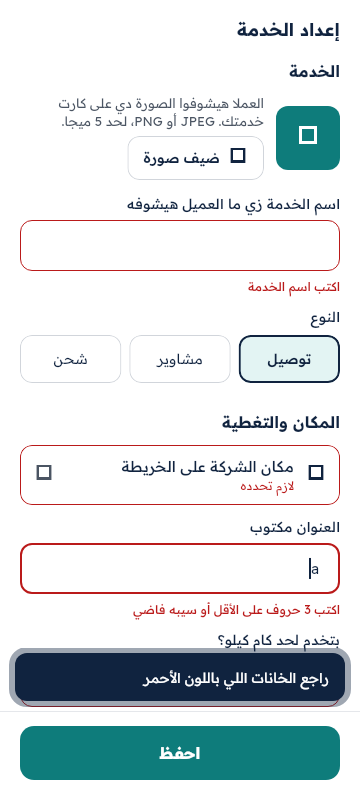 إعداد الخدمة
الخدمة
العملا هيشوفوا الصورة دي على كارت
خدمتك. JPEG أو PNG، لحد 5 ميجا.
ضيف صورة
اسم الخدمة زي ما العميل هيشوفه
اكتب اسم الخدمة
النوع
توصيل
مشاوير
شحن
المكان والتغطية
مكان الشركة على الخريطة
لازم تحدده
العنوان مكتوب
a
اكتب 3 حروف على الأقل أو سيبه فاضي
بتخدم لحد كام كيلو؟
راجع الخانات اللي باللون الأحمر
احفظ